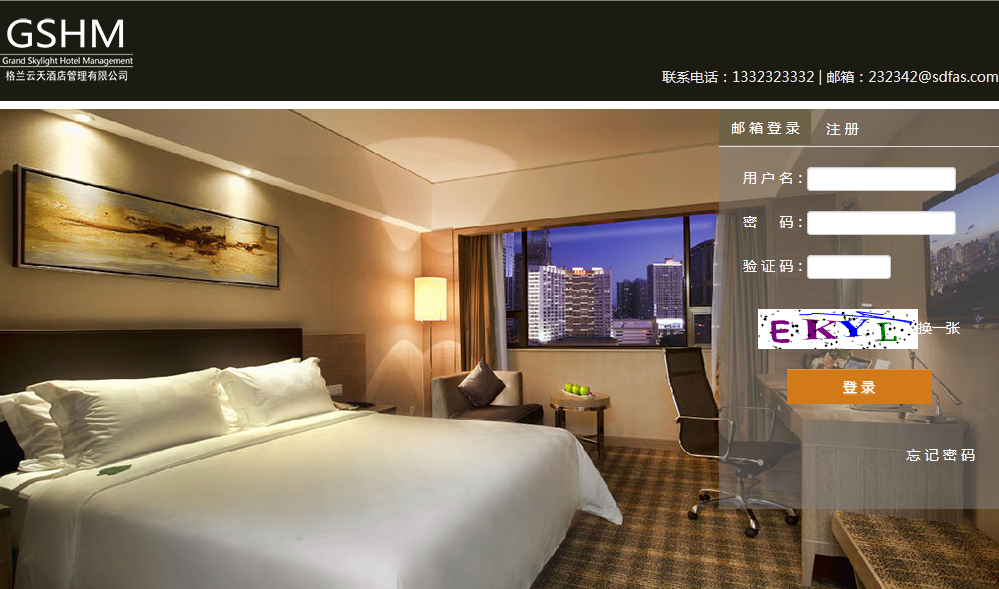 GSHM
Grand Skylight Hotel Management
格兰云天酒店管理有限公司
联系电话：1332323332 | 邮箱：232342@sdfas.com
邮箱登录 注册
用户名：
密 码：
验证码：
EKYL 换一张
登录
忘记密码